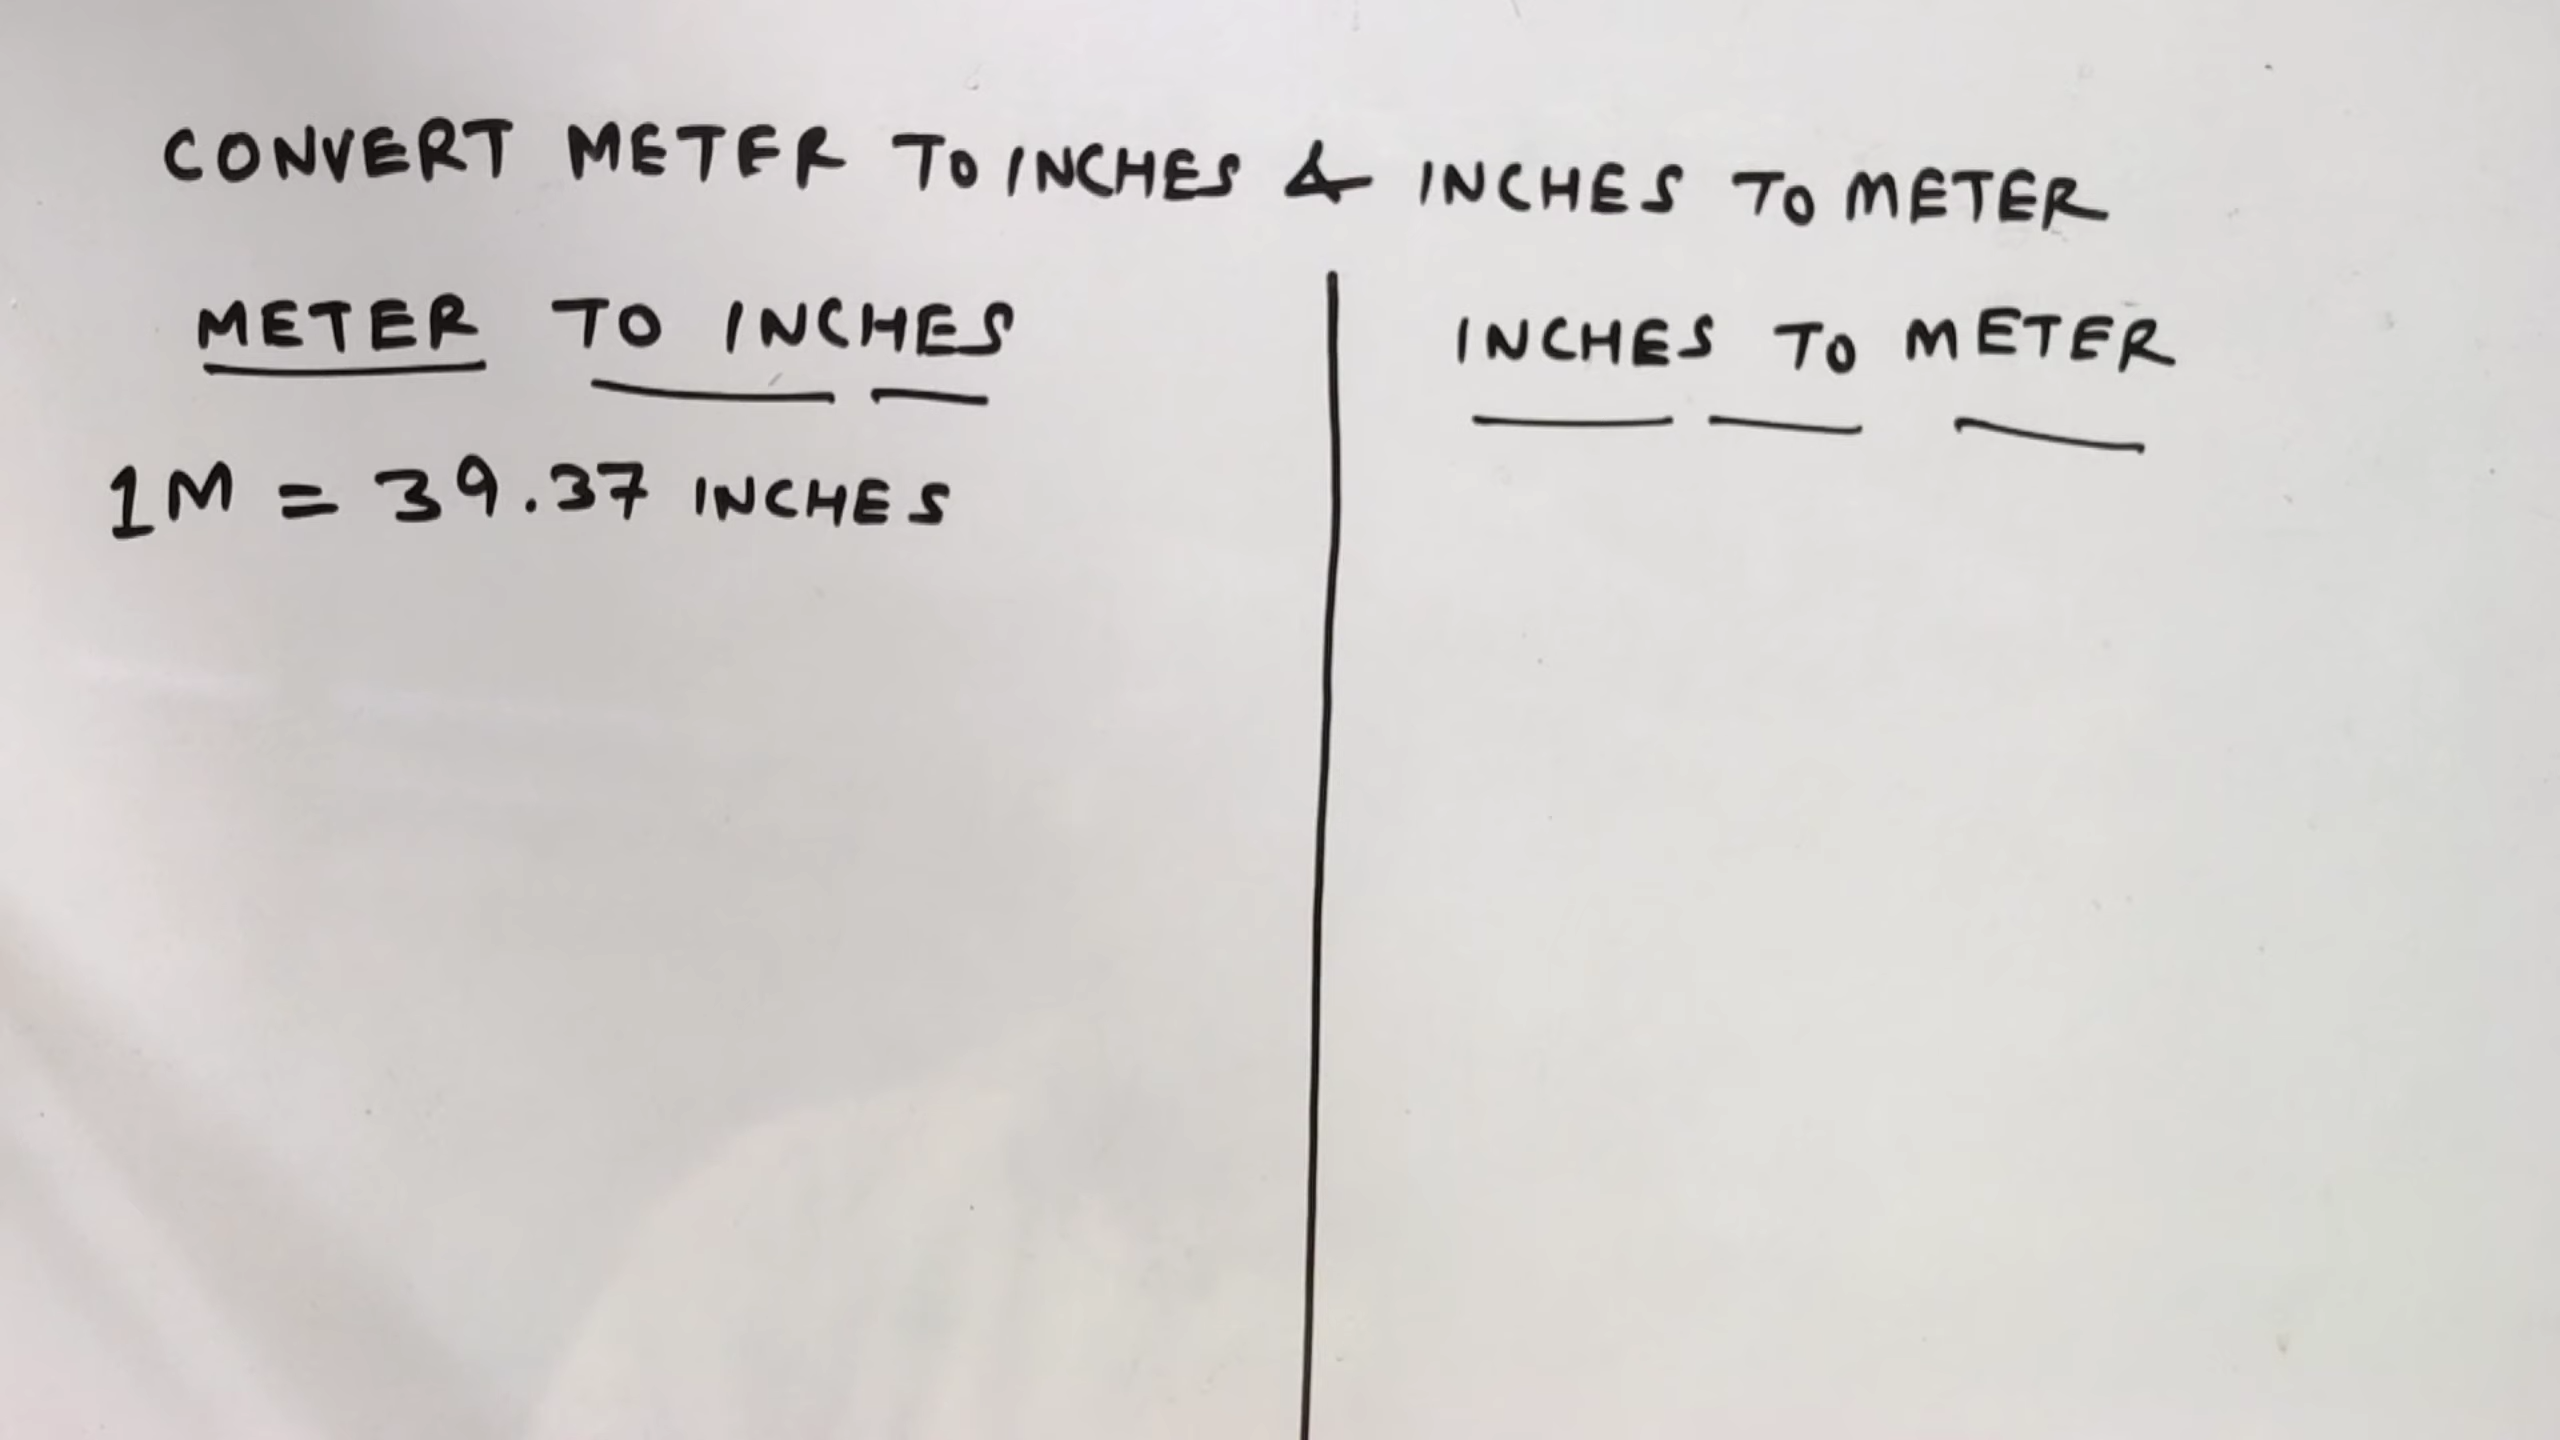 CONVERT METER TO INCHES & INCHES TO METER
METER TO INCHES
1M = 39.37 INCHES
INCHES TO METER